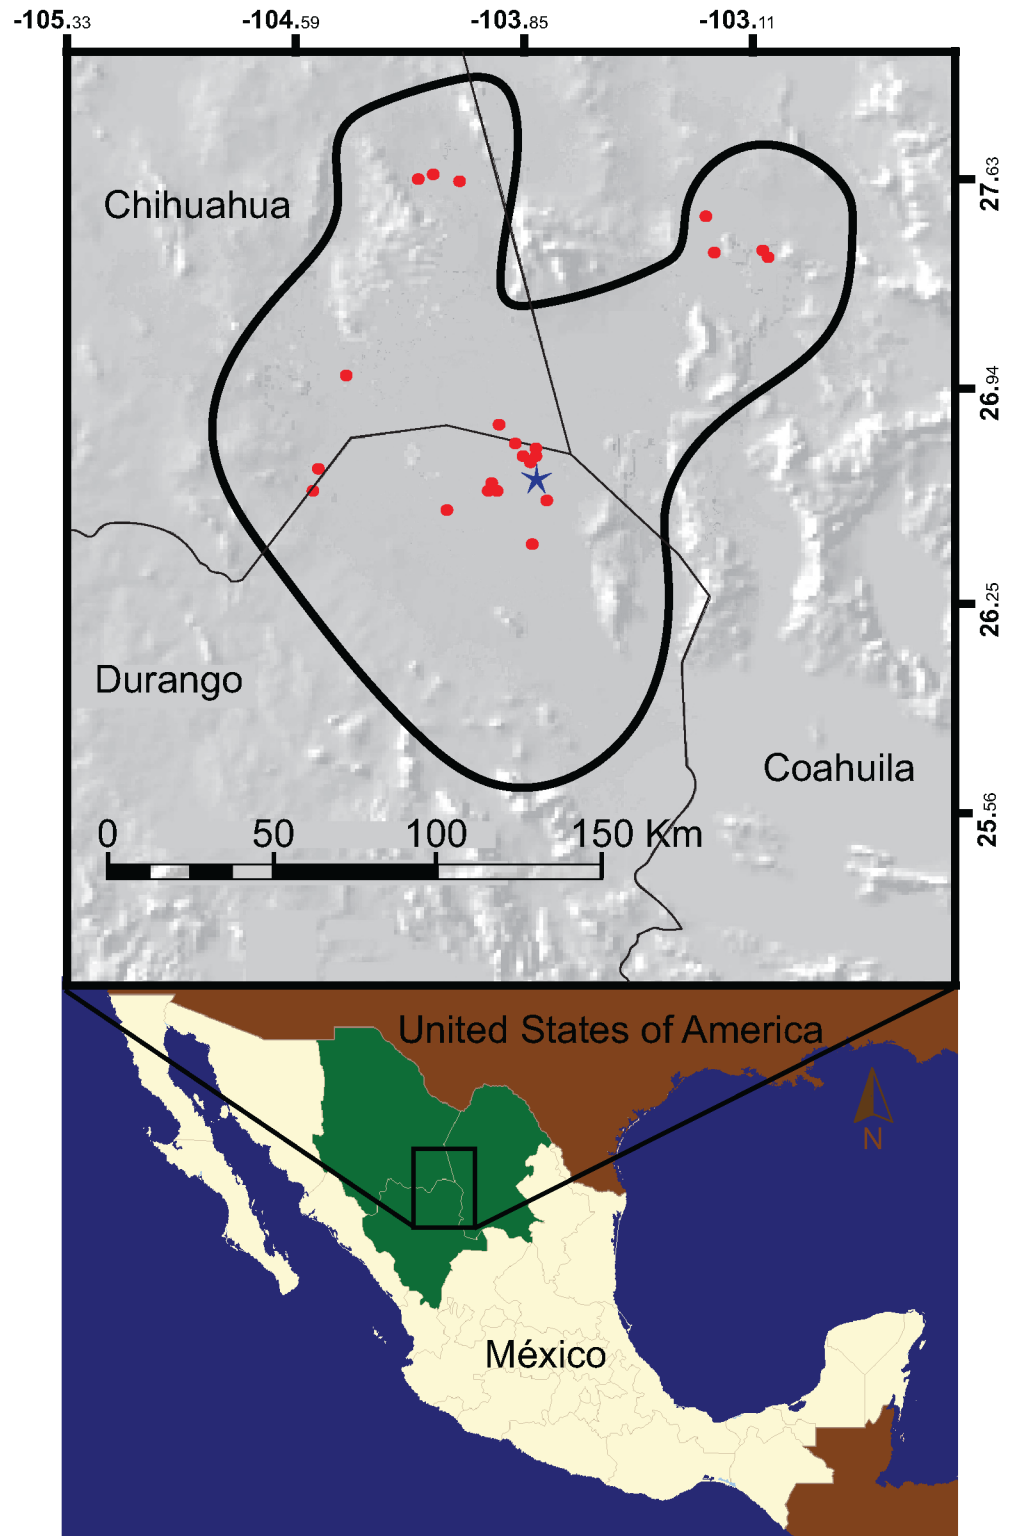 -105.33 -104.59 -103.85 -103.11
27.63
Chihuahua
26.94
26.25
Durango
Coahuila
25.56
0 50 100 150 Km
United States of America
N
México